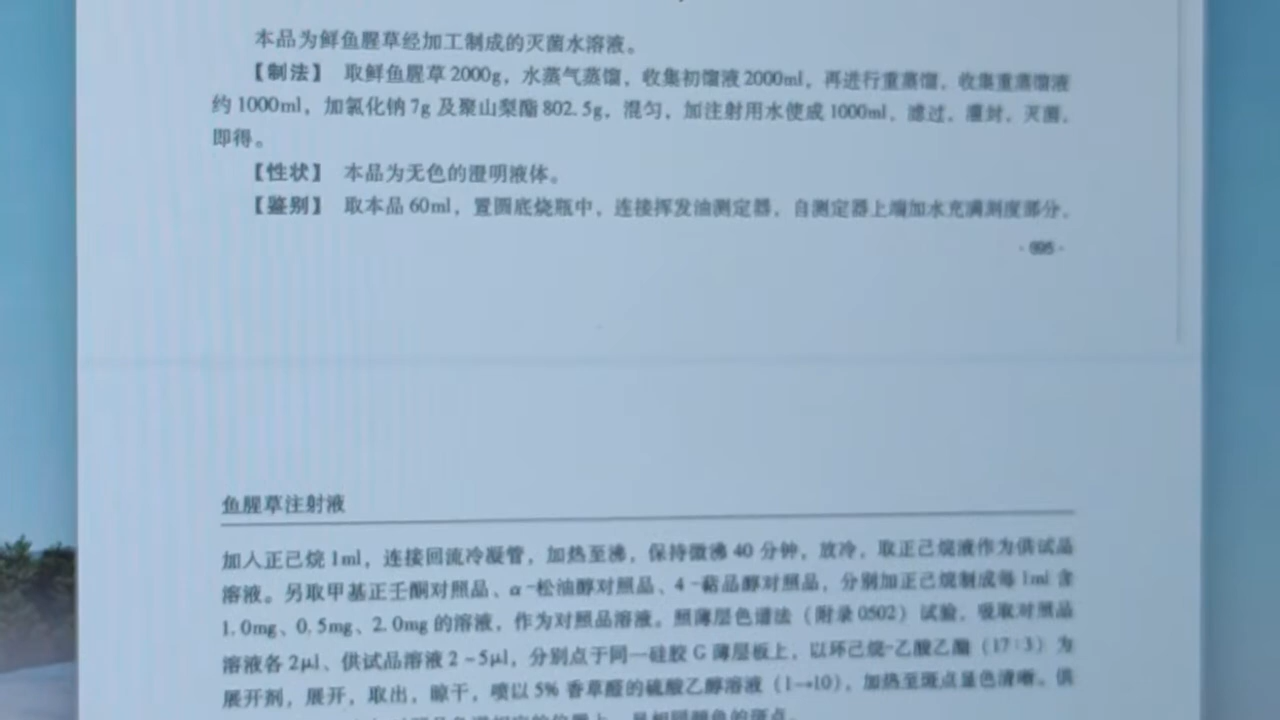 本品为鲜鱼腥草经加工制成的灭菌水溶液。
【制法】 取鲜鱼腥草2000g，水蒸气蒸馏，收集初馏液2000ml，再进行重蒸馏，收集重蒸馏液
约1000ml，加氯化钠7g及聚山梨酯802.5g，混匀，加注射用水使成1000ml，滤过，灌封，灭菌，
即得。
【性状】 本品为无色的澄明液体。
【鉴别】 取本品60ml，置圆底烧瓶中，连接挥发油测定器，自测定器上端加水充满刻度部分，
鱼腥草注射液
加入正己烷1ml，连接回流冷凝管，加热至沸，保持微沸40分钟，放冷，取正己烷液作为供试品
溶液。另取甲基正壬酮对照品、α-松油醇对照品、4-萜品醇对照品，分别加正己烷制成每1ml含
1.0mg、0.5mg、2.0mg的溶液，作为对照品溶液。照薄层色谱法（附录0502）试验，吸取对照品
溶液各2μl、供试品溶液2~5μl，分别点于同一硅胶G薄层板上，以环己烷-乙酸乙酯（17:3）为
展开剂，展开，取出，晾干，喷以5%香草醛的硫酸乙醇溶液（1→10），加热至斑点显色清晰。供